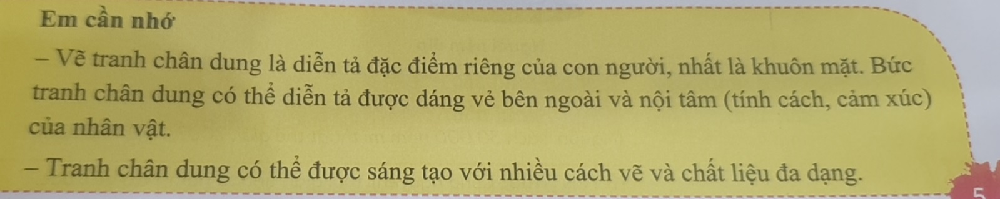 Em cần nhớ
– Vẽ tranh chân dung là diễn tả đặc điểm riêng của con người, nhất là khuôn mặt. Bức
tranh chân dung có thể diễn tả được dáng vẻ bên ngoài và nội tâm (tính cách, cảm xúc)
của nhân vật.
– Tranh chân dung có thể được sáng tạo với nhiều cách vẽ và chất liệu đa dạng.
5